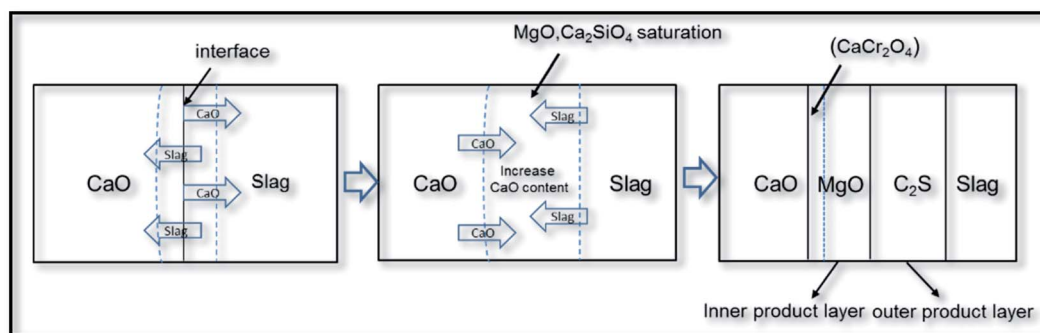 interface
CaO
Slag
CaO
Slag
CaO
Slag
MgO,Ca₂SiO₄ saturation
Slag
CaO
CaO
Increase
CaO content
Slag
Slag
CaO
(CaCr₂O₄)
CaO
MgO
C₂S
Slag
Inner product layer
outer product layer